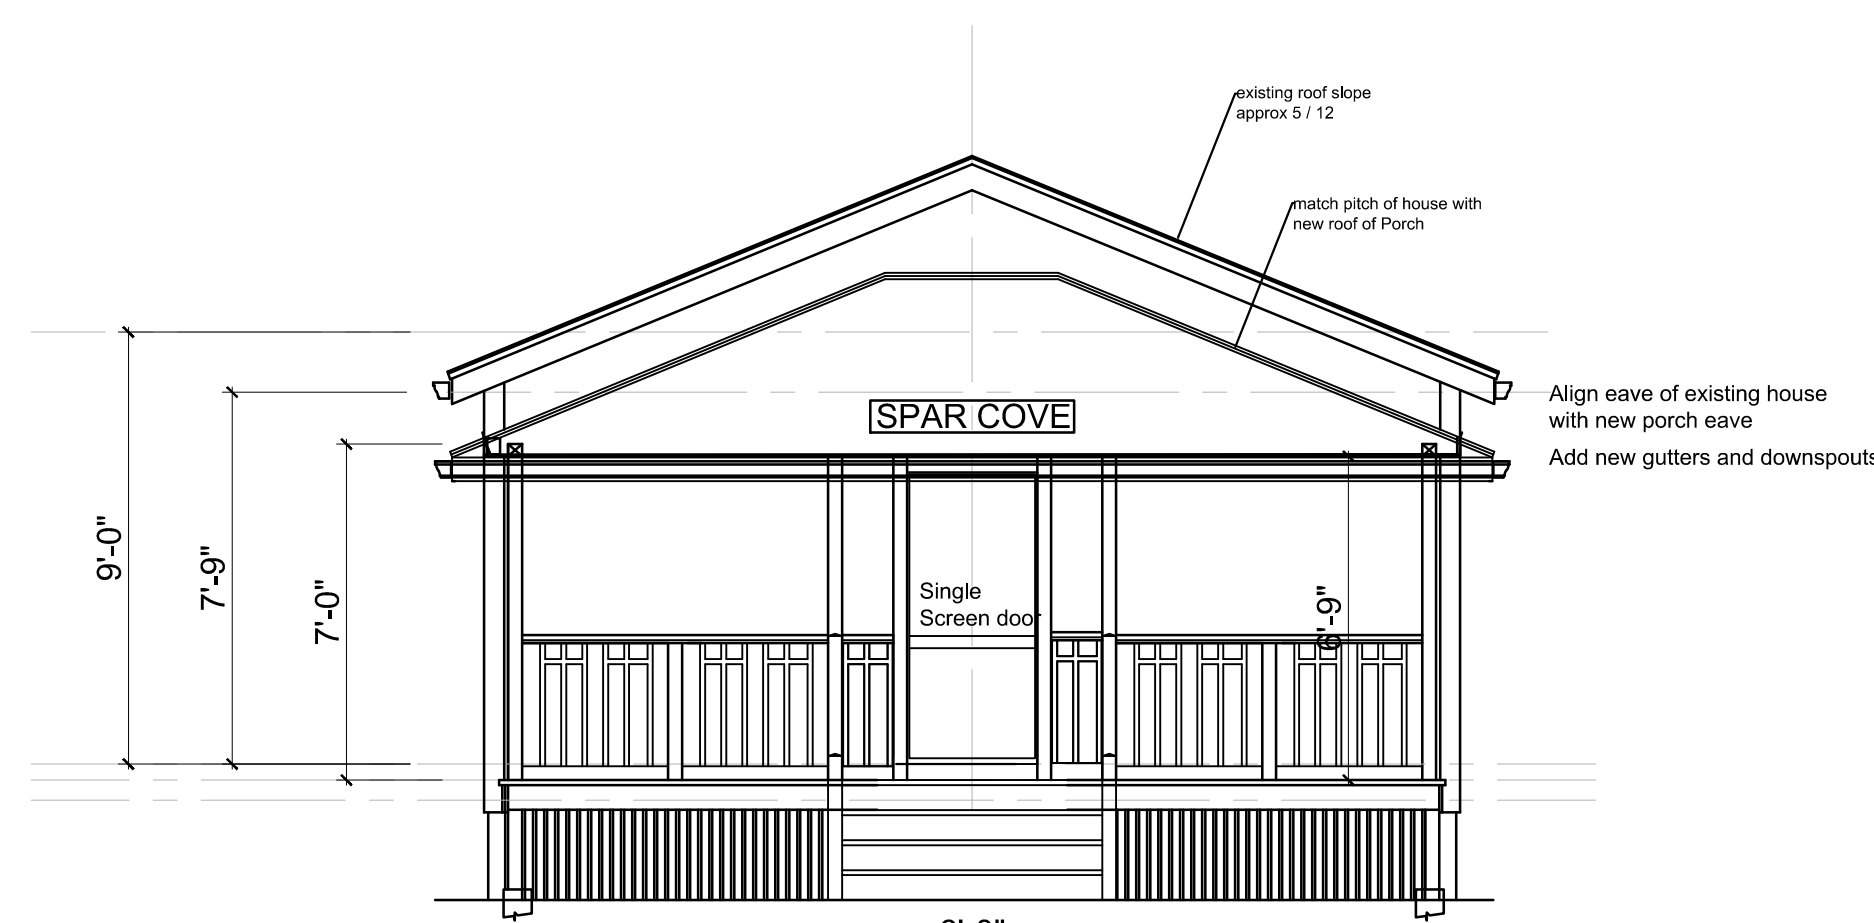 existing roof slope
approx 5 / 12
match pitch of house with
new roof of Porch
Align eave of existing house
with new porch eave
Add new gutters and downspouts
SPAR COVE
9'-0"
7'-9"
7'-0"
6'-9"
Single
Screen door